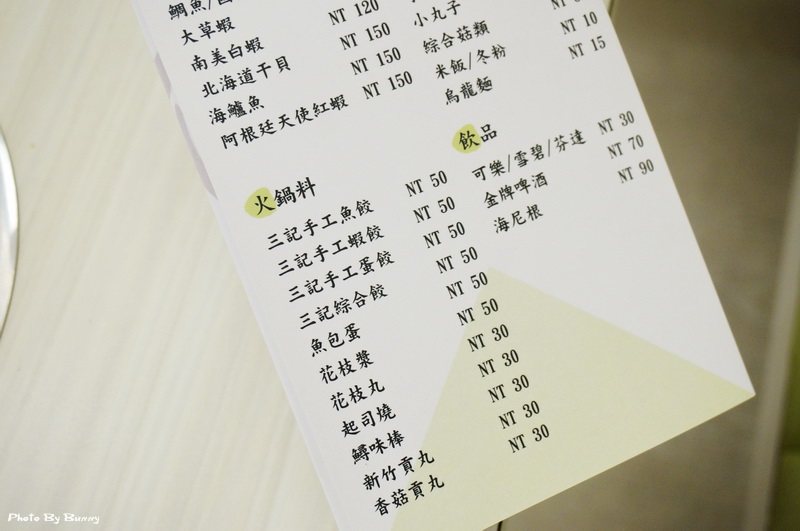 大草蝦
南美白蝦 NT 120
北海道干貝 NT 150
海鱸魚 NT 150
阿根廷天使紅蝦 NT 150
火鍋料
三記手工魚餃 NT 50
三記手工蝦餃 NT 50
三記手工蛋餃 NT 50
三記綜合餃 NT 50
魚包蛋 NT 50
花枝漿 NT 50
花枝丸 NT 30
起司燒 NT 30
鱘味棒 NT 30
新竹貢丸 NT 30
香菇貢丸 NT 30
小丸子
綜合菇類 NT
米飯/冬粉 NT 10
烏龍麵 NT 15
飲品
可樂/雪碧/芬達 NT 30
金牌啤酒 NT 70
海尼根 NT 90
Photo By Bunny